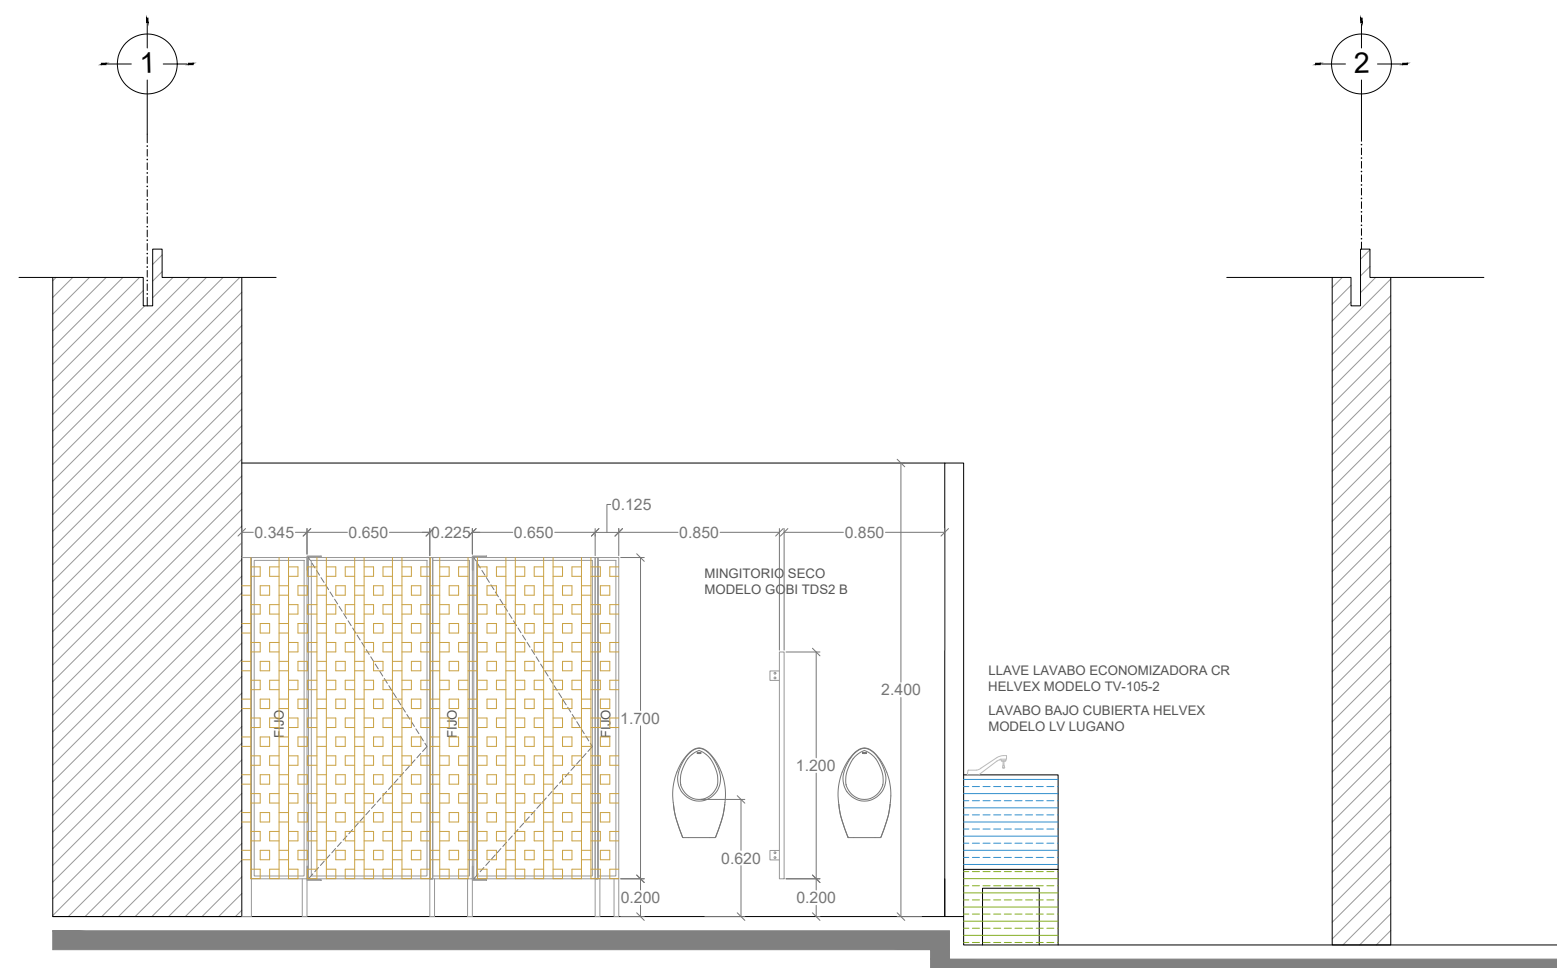 1
2
0.125
0.345
0.650
0.225
0.650
0.850
0.850
MINGITORIO SECO
MODELO GOBI TDS2 B
LLAVE LAVABO ECONOMIZADORA CR
HELVEX MODELO TV-105-2
LAVABO BAJO CUBIERTA HELVEX
MODELO LV LUGANO
2.400
FIJO
FIJO
FIJO
1.700
1.200
0.620
0.200
0.200